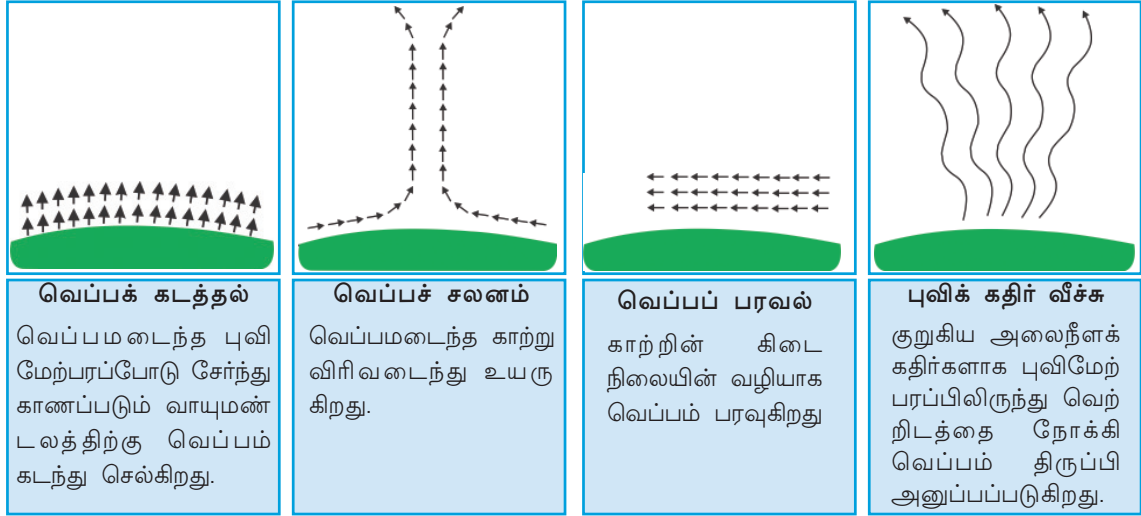 வெப்பக் கடத்தல்
வெப்பமடைந்த புவி
மேற்பரப்போடு சேர்ந்து
காணப்படும் வாயுமண்
டலத்திற்கு வெப்பம்
கடந்து செல்கிறது.
வெப்பச் சலனம்
வெப்பமடைந்த காற்று
விரிவடைந்து உயரு
கிறது.
வெப்பப் பரவல்
காற்றின் கிடை
நிலையின் வழியாக
வெப்பம் பரவுகிறது
புவிக் கதிர் வீச்சு
குறுகிய அலைநீளக்
கதிர்களாக புவிமேற்
பரப்பிலிருந்து வெற்
றிடத்தை நோக்கி
வெப்பம் திருப்பி
அனுப்பப்படுகிறது.